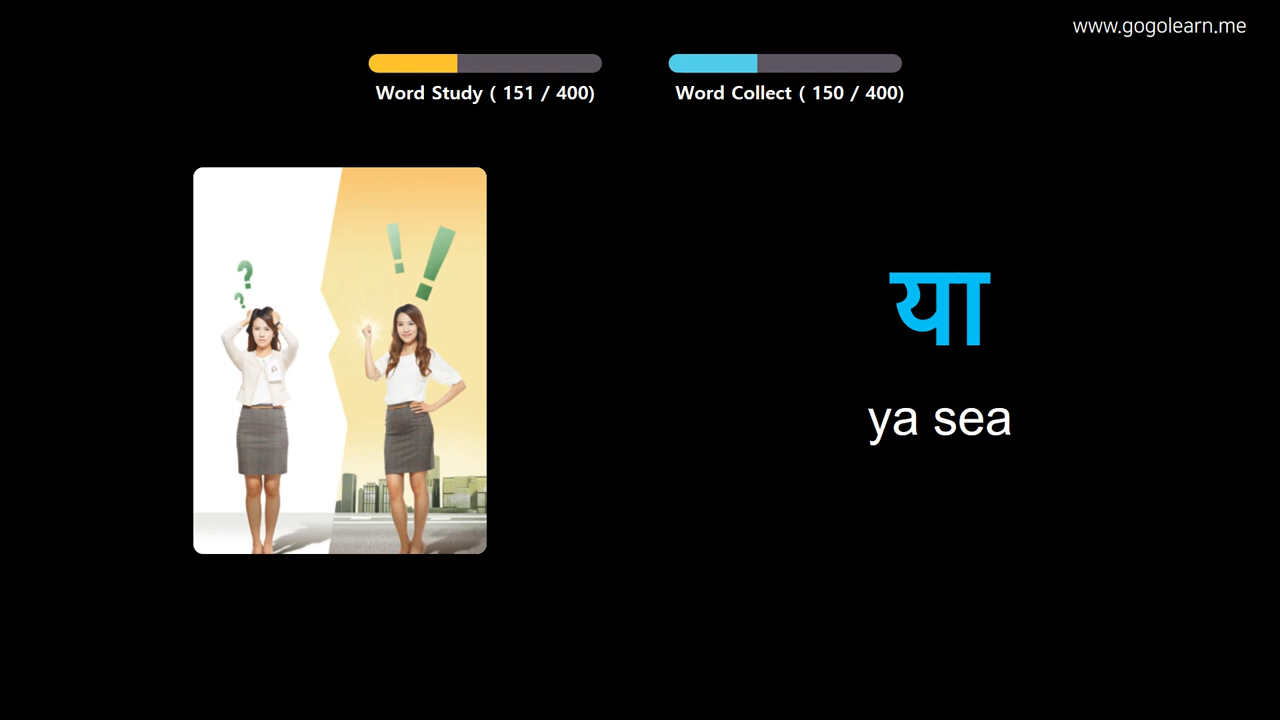 www.gogolearn.me
Word Study ( 151 / 400)
Word Collect ( 150 / 400)
? ?
! !
या
ya sea